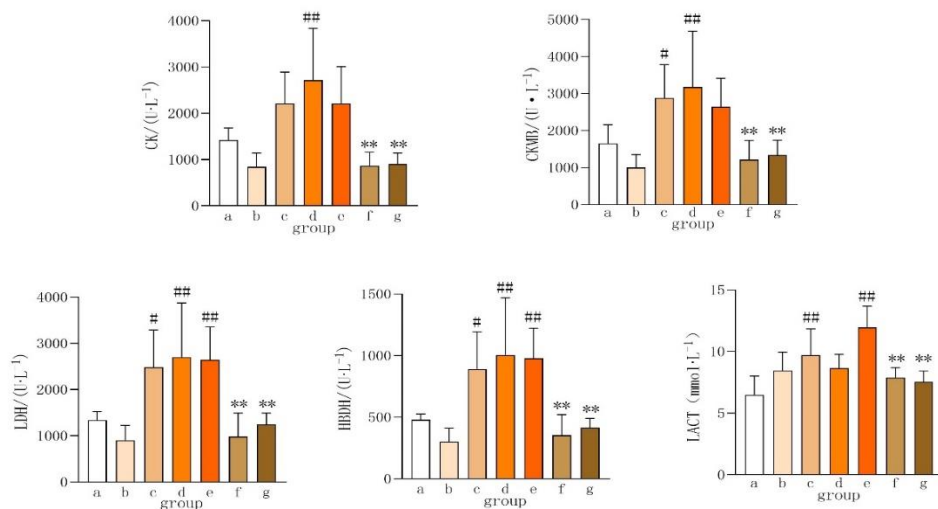 CK/(U·L⁻¹)
4000
3000
2000
1000
0
##
** **
a b c d e f g
group
CKMB/(U • L⁻¹)
5000
4000
3000
2000
1000
0
# ##
** **
a b c d e f g
group
LDH/(U·L⁻¹)
4000
3000
2000
1000
0
# ## ##
** **
a b c d e f g
group
HBDH/(U·L⁻¹)
1500
1000
500
0
# ## ##
** **
a b c d e f g
group
LACT (mmol·L⁻¹)
15
10
5
0
## ##
** **
a b c d e f g
group